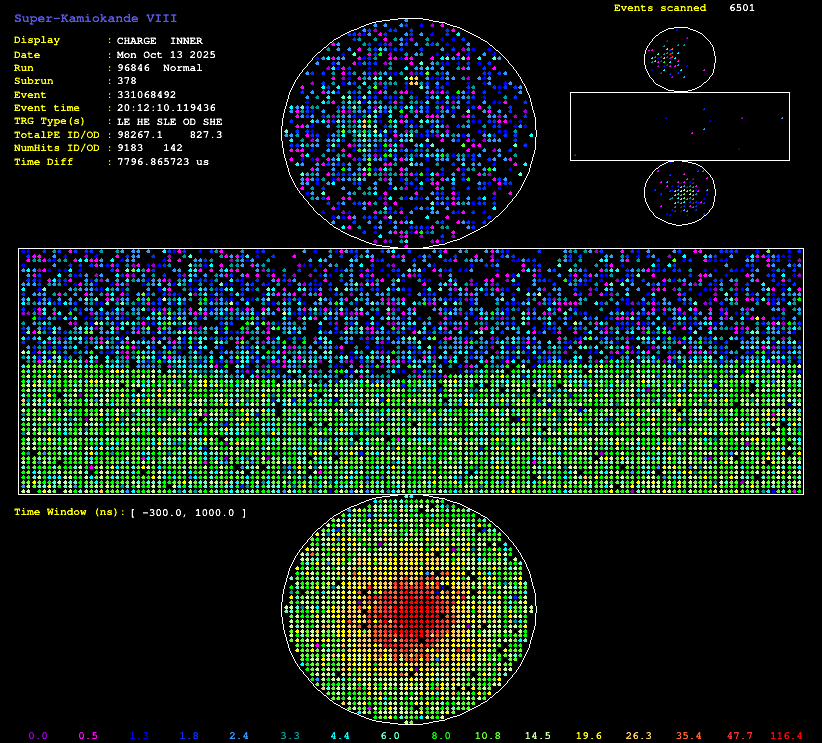 Super-Kamiokande VIII
Events scanned 6501
Display : CHARGE INNER
Date : Mon Oct 13 2025
Run : 96846 Normal
Subrun : 378
Event : 331068492
Event time : 20:12:10.119436
TRG Type(s) : LE HE SLE OD SHE
TotalPE ID/OD : 98267.1 827.3
NumHits ID/OD : 9183 142
Time Diff : 7796.865723 us
Time Window (ns): [ -300.0, 1000.0 ]
0.0 0.5 1.3 1.8 2.4 3.3 4.4 6.0 8.0 10.8 14.5 19.6 26.3 35.4 47.7 116.4